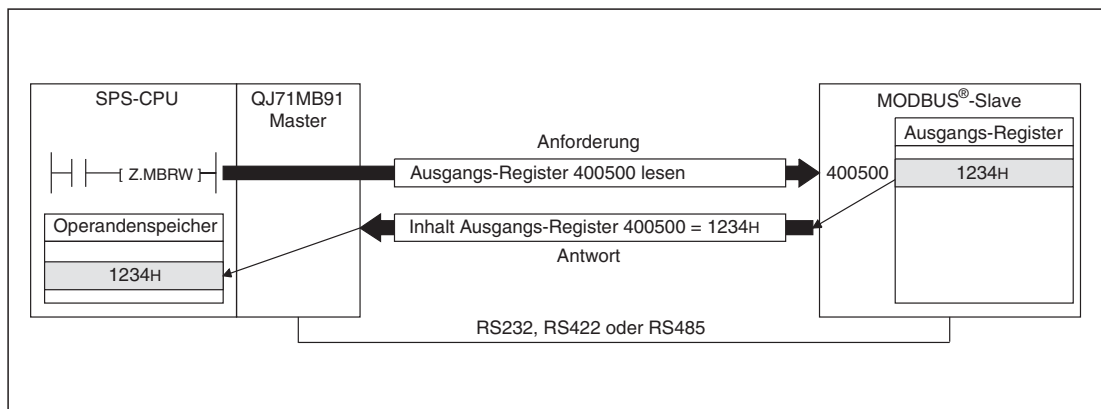 SPS-CPU
QJ71MB91
Master
MODBUS®-Slave
Ausgangs-Register
Anforderung
Z.MBRW
Ausgangs-Register 400500 lesen
400500
1234H
Operandenspeicher
Inhalt Ausgangs-Register 400500 = 1234H
Antwort
1234H
RS232, RS422 oder RS485